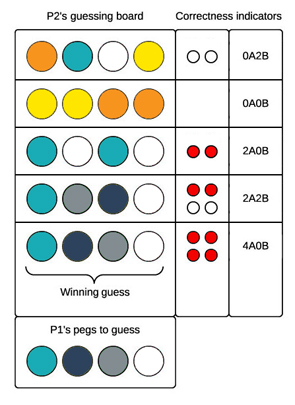 P2's guessing board
Correctness indicators
0A2B
0A0B
2A0B
2A2B
4A0B
Winning guess
P1's pegs to guess